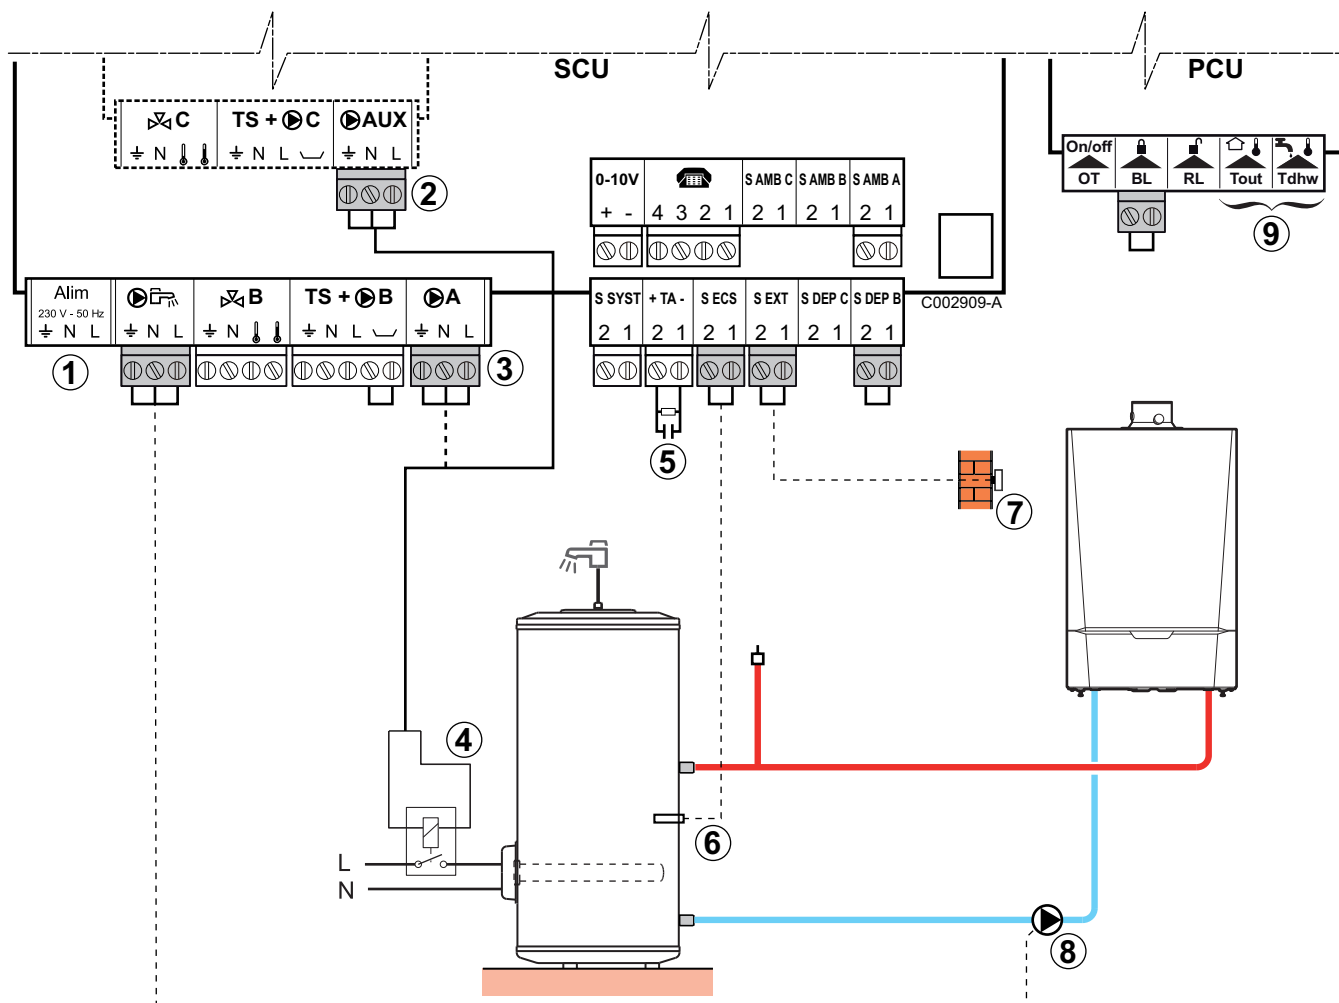 SCU
PCU
C
TS + C
AUX
N
N L
N L
2
On/off
OT
BL
RL
Tout
Tdhw
9
0-10V
S AMB C
S AMB B
S AMB A
+ -
4 3 2 1
2 1
2 1
2 1
C002909-A
Alim
230 V - 50 Hz
N L
N L
B
N
TS + B
N L
A
N L
1
3
S SYST
+ TA -
S ECS
S EXT
S DEP C
S DEP B
2 1
2 1
2 1
2 1
2 1
2 1
5
7
4
6
L
N
8